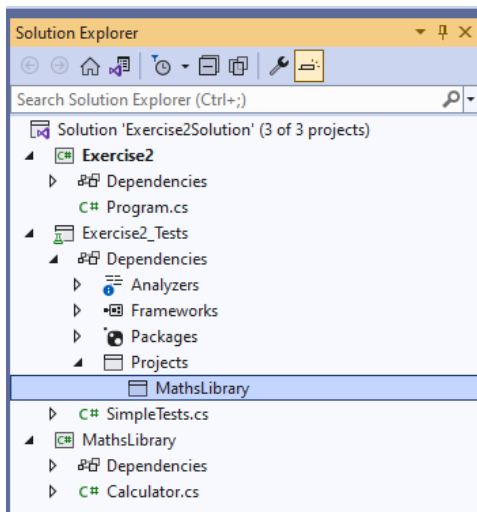 Solution Explorer
Search Solution Explorer (Ctrl+;)
Solution 'Exercise2Solution' (3 of 3 projects)
C# Exercise2
Dependencies
C# Program.cs
Exercise2_Tests
Dependencies
Analyzers
Frameworks
Packages
Projects
MathsLibrary
C# SimpleTests.cs
C# MathsLibrary
Dependencies
C# Calculator.cs